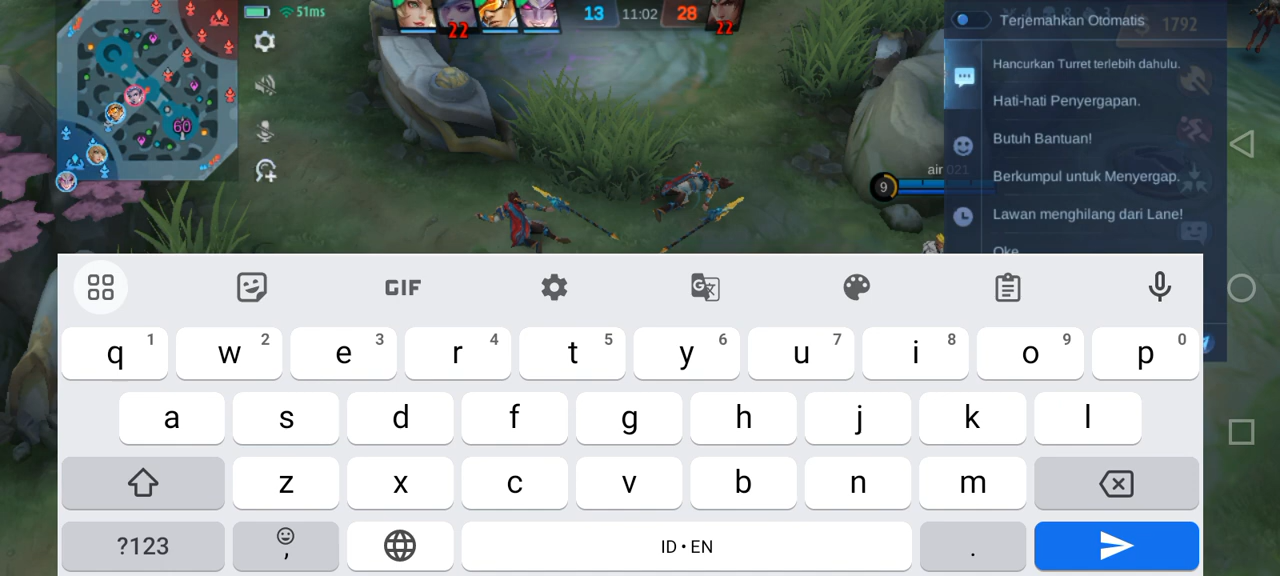 51ms
22
13
11:02
28
22
Terjemahkan Otomatis
1792
Hancurkan Turret terlebih dahulu.
Hati-hati Penyergapan.
Butuh Bantuan!
Berkumpul untuk Menyergap.
Lawan menghilang dari Lane!
Oke
60
9
air 021
GIF
q 1 w 2 e 3 r 4 t 5 y 6 u 7 i 8 o 9 p 0
a s d f g h j k l
z x c v b n m
?123 , ID • EN .